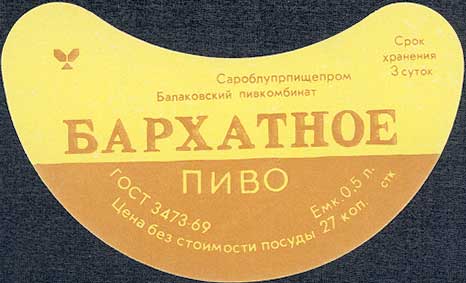 Срок
хранения
3 суток
Сароблупрпищепром
Балаковский пивкомбинат
БАРХАТНОЕ
ПИВО
ГОСТ 3473-69
Емк. 0,5 л.
Цена без стоимости посуды 27 коп. стк